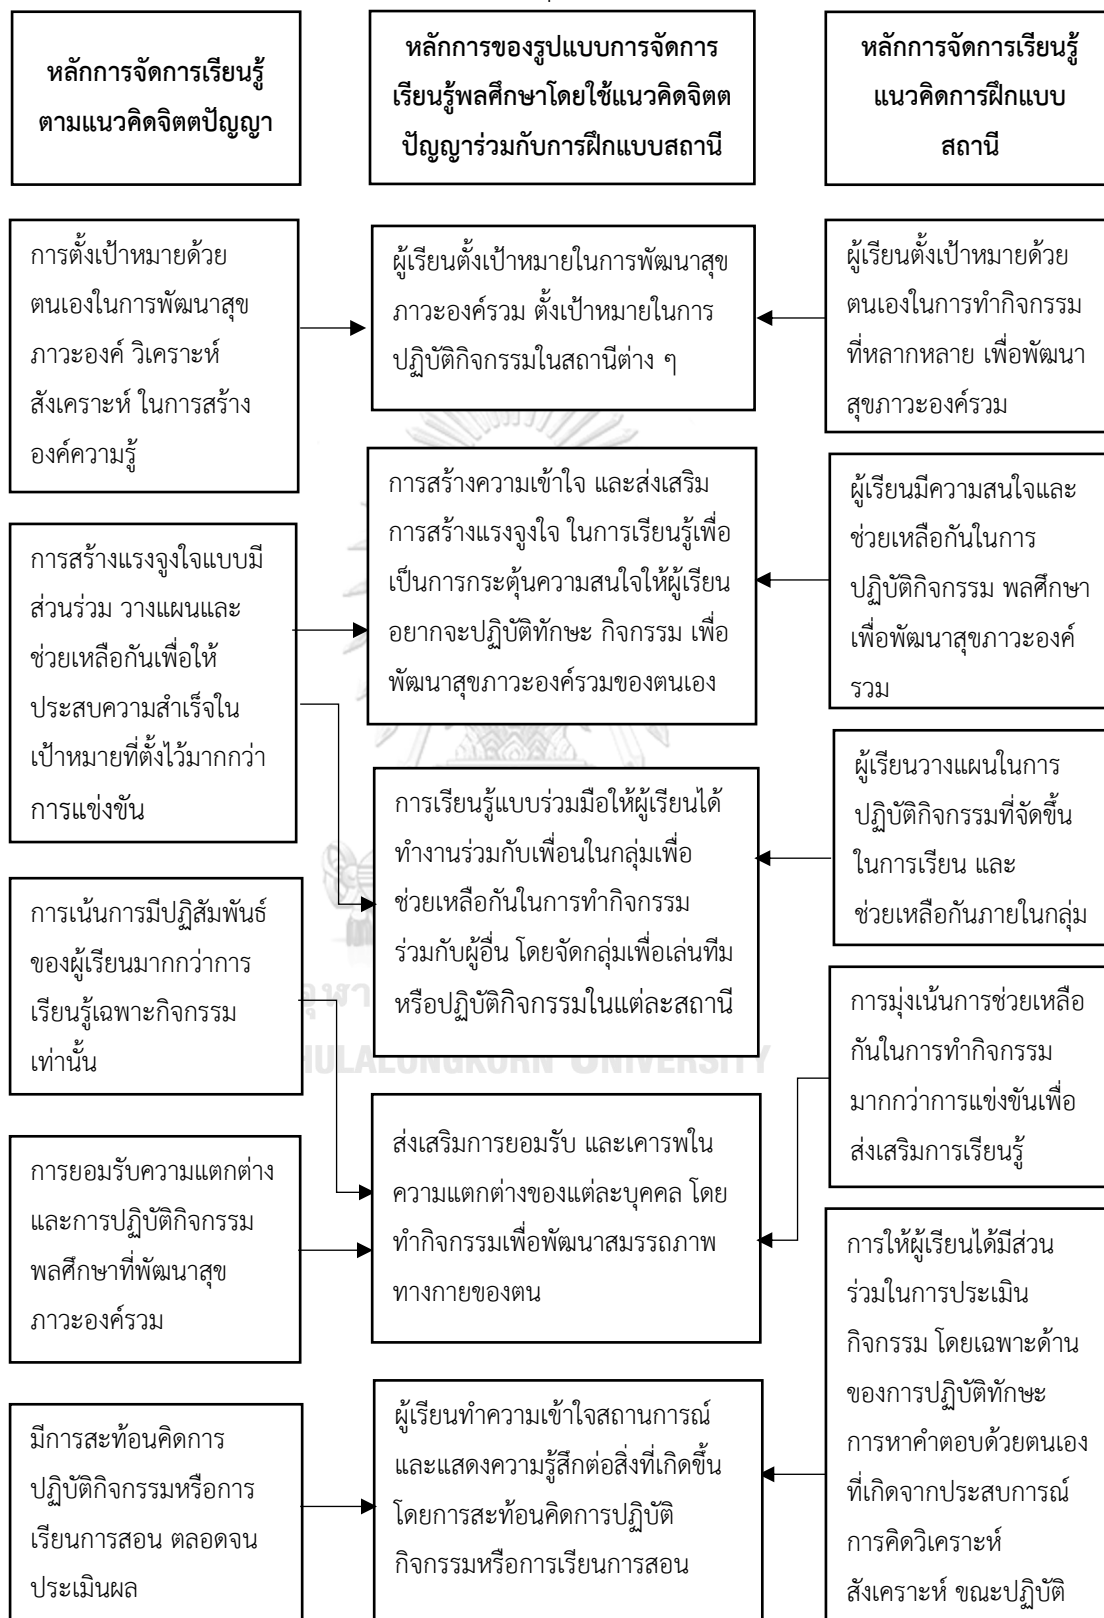 หลักการจัดการเรียนรู้
ตามแนวคิดจิตตปัญญา
หลักการของรูปแบบการจัดการ
เรียนรู้พลศึกษาโดยใช้แนวคิดจิตต
ปัญญาร่วมกับการฝึกแบบสถานี
หลักการจัดการเรียนรู้
แนวคิดการฝึกแบบ
สถานี
การตั้งเป้าหมายด้วย
ตนเองในการพัฒนาสุข
ภาวะองค์ วิเคราะห์
สังเคราะห์ ในการสร้าง
องค์ความรู้
ผู้เรียนตั้งเป้าหมายในการพัฒนาสุข
ภาวะองค์รวม ตั้งเป้าหมายในการ
ปฏิบัติกิจกรรมในสถานีต่าง ๆ
ผู้เรียนตั้งเป้าหมายด้วย
ตนเองในการทำกิจกรรม
ที่หลากหลาย เพื่อพัฒนา
สุขภาวะองค์รวม
การสร้างแรงจูงใจแบบมี
ส่วนร่วม วางแผนและ
ช่วยเหลือกันเพื่อให้
ประสบความสำเร็จใน
เป้าหมายที่ตั้งไว้มากกว่า
การแข่งขัน
การสร้างความเข้าใจ และส่งเสริม
การสร้างแรงจูงใจ ในการเรียนรู้เพื่อ
เป็นการกระตุ้นความสนใจให้ผู้เรียน
อยากจะปฏิบัติทักษะ กิจกรรม เพื่อ
พัฒนาสุขภาวะองค์รวมของตนเอง
ผู้เรียนมีความสนใจและ
ช่วยเหลือกันในการ
ปฏิบัติกิจกรรม พลศึกษา
เพื่อพัฒนาสุขภาวะองค์
รวม
การเรียนรู้แบบร่วมมือให้ผู้เรียนได้
ทำงานร่วมกับเพื่อนในกลุ่มเพื่อ
ช่วยเหลือกันในการทำกิจกรรม
ร่วมกับผู้อื่น โดยจัดกลุ่มเพื่อเล่นทีม
หรือปฏิบัติกิจกรรมในแต่ละสถานี
ผู้เรียนวางแผนในการ
ปฏิบัติกิจกรรมที่จัดขึ้น
ในการเรียน และ
ช่วยเหลือกันภายในกลุ่ม
การเน้นการมีปฏิสัมพันธ์
ของผู้เรียนมากกว่าการ
เรียนรู้เฉพาะกิจกรรม
เท่านั้น
การมุ่งเน้นการช่วยเหลือ
กันในการทำกิจกรรม
มากกว่าการแข่งขันเพื่อ
ส่งเสริมการเรียนรู้
จุฬา
HULALONGKORN UNIVERSITY
การยอมรับความแตกต่าง
และการปฏิบัติกิจกรรม
พลศึกษาที่พัฒนาสุข
ภาวะองค์รวม
ส่งเสริมการยอมรับ และเคารพใน
ความแตกต่างของแต่ละบุคคล โดย
ทำกิจกรรมเพื่อพัฒนาสมรรถภาพ
ทางกายของตน
การให้ผู้เรียนได้มีส่วน
ร่วมในการประเมิน
กิจกรรม โดยเฉพาะด้าน
ของการปฏิบัติทักษะ
การหาคำตอบด้วยตนเอง
ที่เกิดจากประสบการณ์
การคิดวิเคราะห์
สังเคราะห์ ขณะปฏิบัติ
มีการสะท้อนคิดการ
ปฏิบัติกิจกรรมหรือการ
เรียนการสอน ตลอดจน
ประเมินผล
ผู้เรียนทำความเข้าใจสถานการณ์
และแสดงความรู้สึกต่อสิ่งที่เกิดขึ้น
โดยการสะท้อนคิดการปฏิบัติ
กิจกรรมหรือการเรียนการสอน